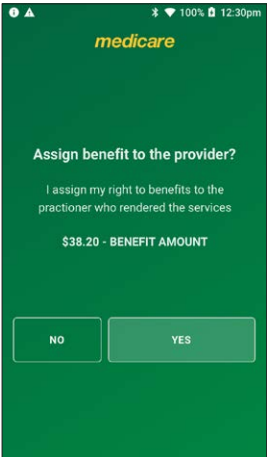 100% 12:30pm
medicare
Assign benefit to the provider?
I assign my right to benefits to the
practioner who rendered the services
$38.20 - BENEFIT AMOUNT
NO
YES